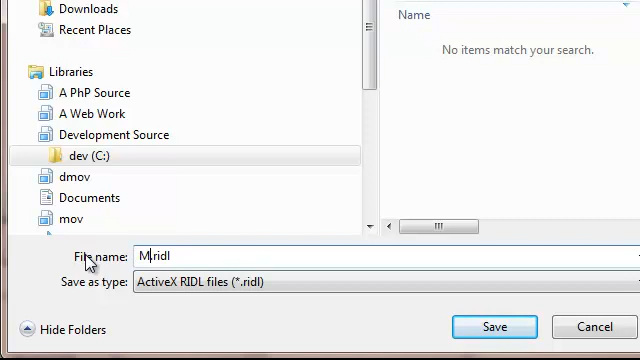 Downloads
Recent Places
Libraries
A PhP Source
A Web Work
Development Source
dev (C:)
dmov
Documents
mov
Name
No items match your search.
File name: M.ridl
Save as type: ActiveX RIDL files (*.ridl)
Hide Folders
Save
Cancel